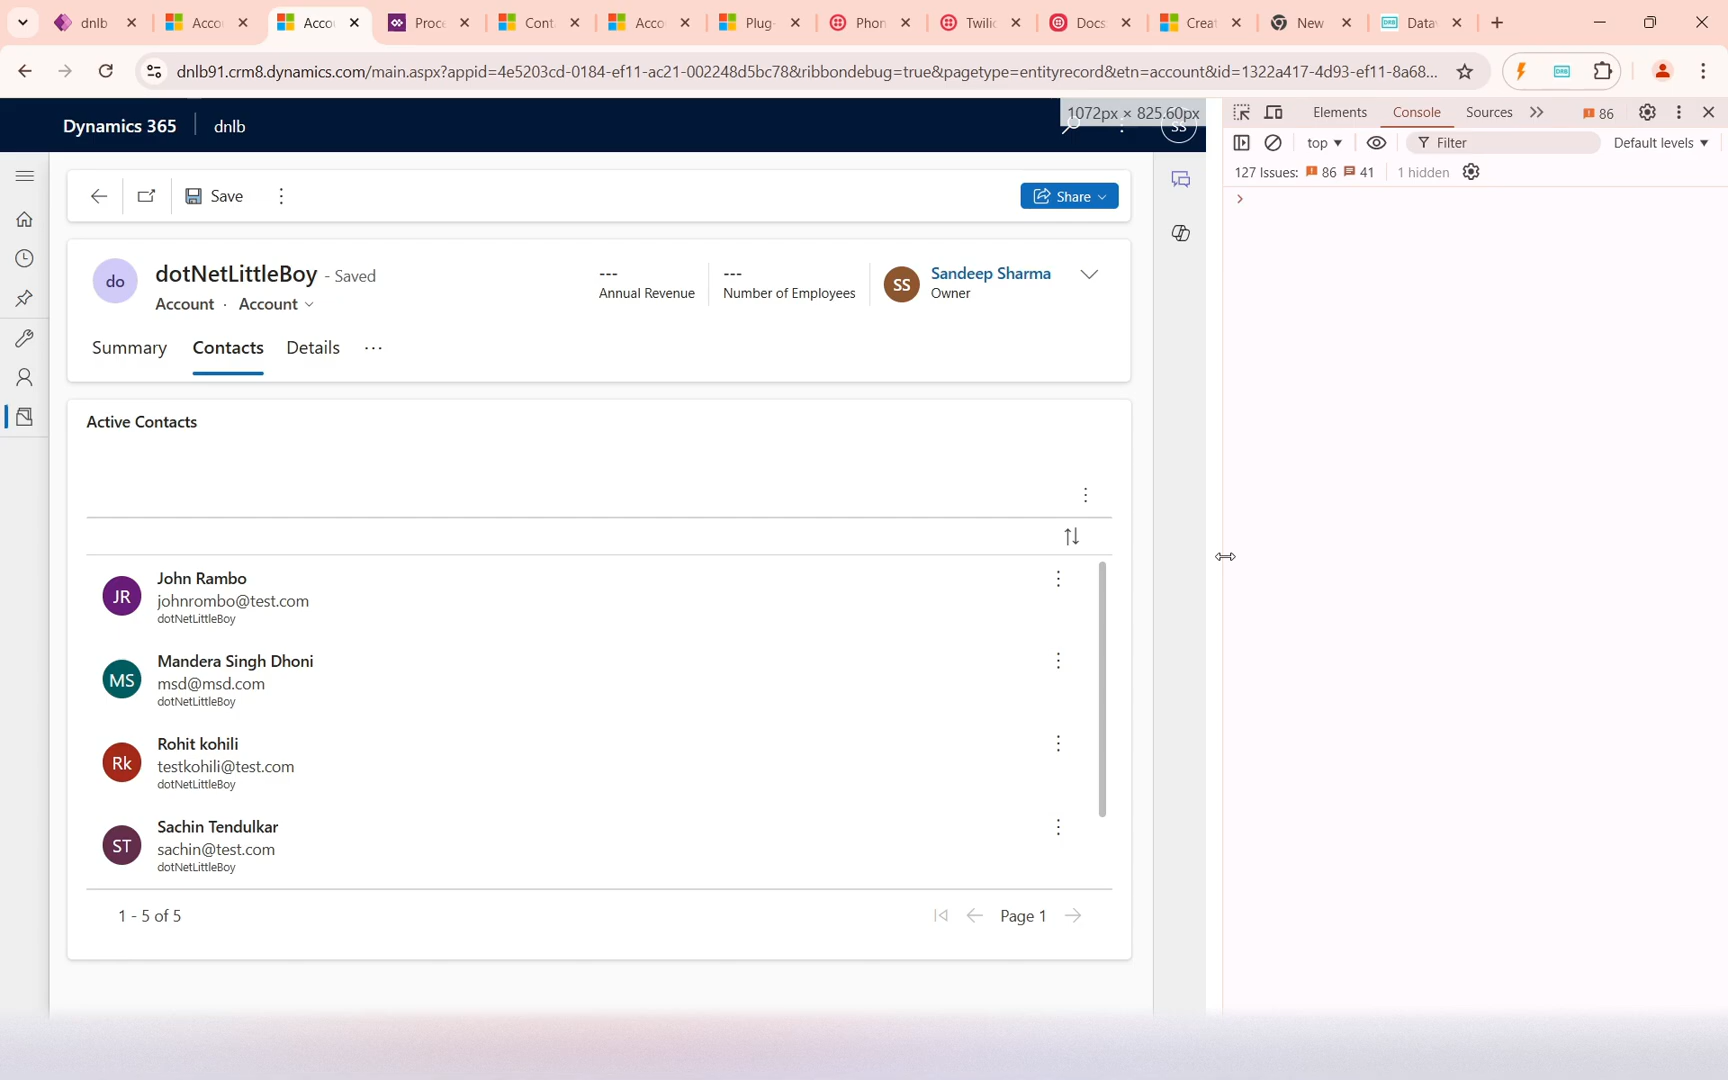 dnlb
Acco
Acco
Proce
Cont
Acco
Plug-
Phon
Twilio
Docs
Creat
New
Data
dnlb91.crm8.dynamics.com/main.aspx?appid=4e5203cd-0184-ef11-ac21-002248d5bc78&ribbondebug=true&pagetype=entityrecord&etn=account&id=1322a417-4d93-ef11-8a68...
Dynamics 365
dnlb
1072px × 825.60px
SS
Elements
Console
Sources
86
top
Filter
Default levels
127 Issues: 86 41 1 hidden
Save
Share
do
dotNetLittleBoy - Saved
Account · Account
---
Annual Revenue
---
Number of Employees
SS
Sandeep Sharma
Owner
Summary
Contacts
Details
Active Contacts
JR
John Rambo
johnrombo@test.com
dotNetLittleBoy
MS
Mandera Singh Dhoni
msd@msd.com
dotNetLittleBoy
Rk
Rohit kohili
testkohili@test.com
dotNetLittleBoy
ST
Sachin Tendulkar
sachin@test.com
dotNetLittleBoy
1 - 5 of 5
Page 1